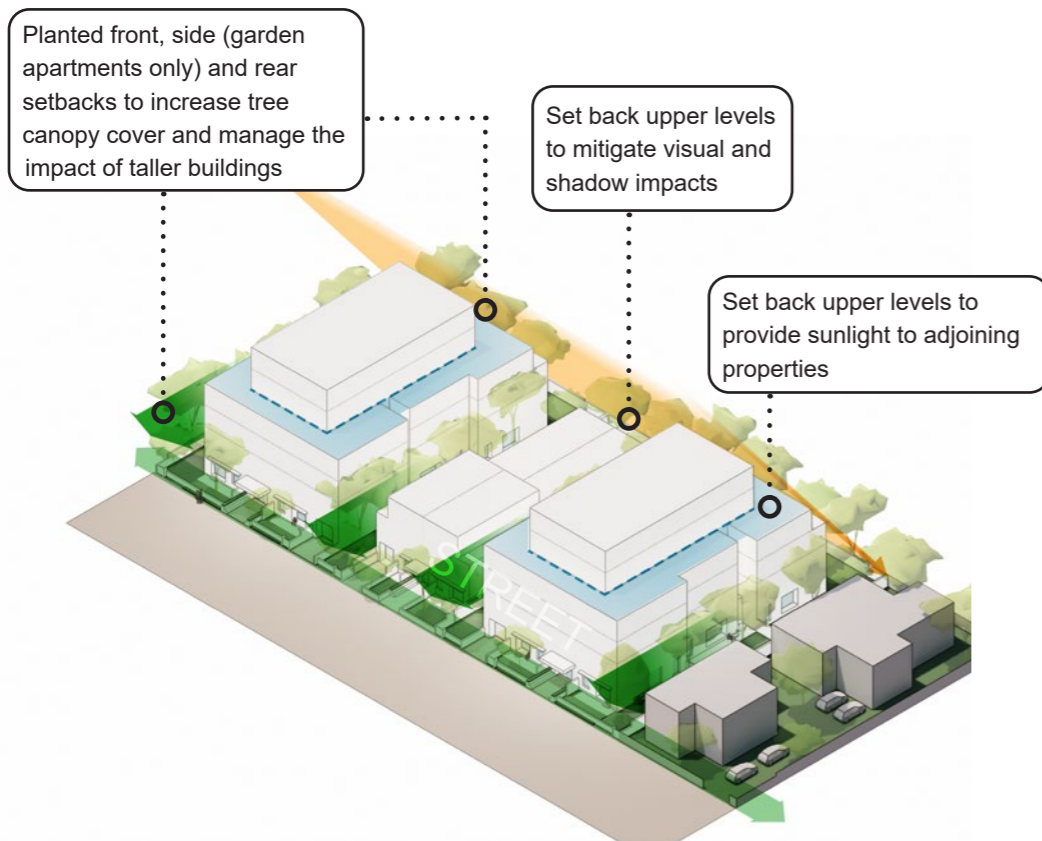 Planted front, side (garden
apartments only) and rear
setbacks to increase tree
canopy cover and manage the
impact of taller buildings
Set back upper levels
to mitigate visual and
shadow impacts
Set back upper levels to
provide sunlight to adjoining
properties
STREET